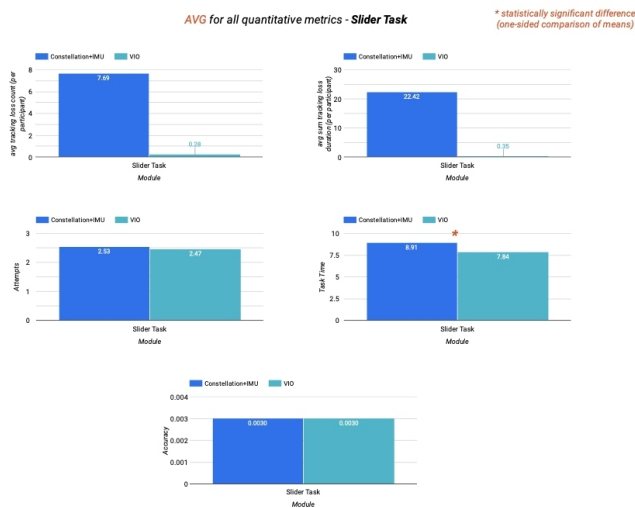 AVG for all quantitative metrics - Slider Task
* statistically significant difference
(one-sided comparison of means)
Constellation+IMU VIO
avg tracking loss count (per
participant)
8
6
4
2
0
7.69
0.28
Slider Task
Module
Constellation+IMU VIO
avg sum tracking loss
duration (per participant)
30
20
10
0
22.42
0.35
Slider Task
Module
Constellation+IMU VIO
Attempts
3
2
1
0
2.53
2.47
Slider Task
Module
Constellation+IMU VIO
Task Time
10
7.5
5
2.5
0
*
8.91
7.84
Slider Task
Module
Constellation+IMU VIO
Accuracy
0.004
0.003
0.002
0.001
0
0.0030
0.0030
Slider Task
Module